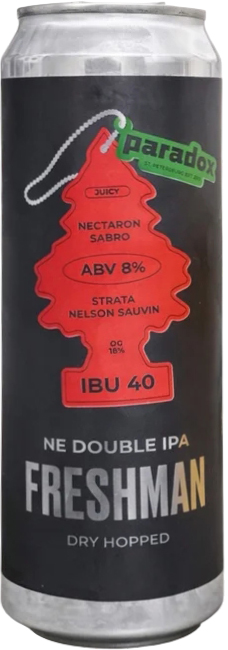 paradox
JUICY
NECTARON
SABRO
ABV 8%
STRATA
NELSON SAUVIN
OG
18%
IBU 40
NE DOUBLE IPA
FRESHMAN
DRY HOPPED